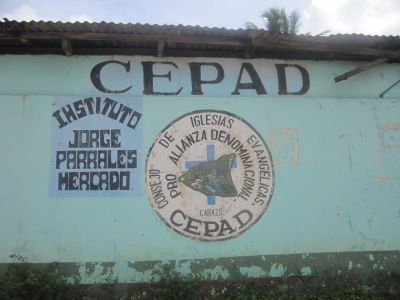 CEPAD
INSTITUTO
JORGE
PARRALES
MERCADO
CONSEJO DE IGLESIAS EVANGELICAS
PRO ALIANZA DENOMINACIONAL
CARAZO
CEPAD